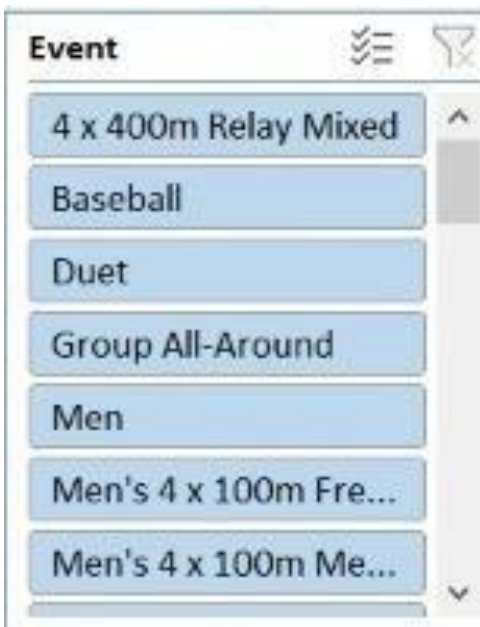 Event
4 x 400m Relay Mixed
Baseball
Duet
Group All-Around
Men
Men's 4 x 100m Fre...
Men's 4 x 100m Me...